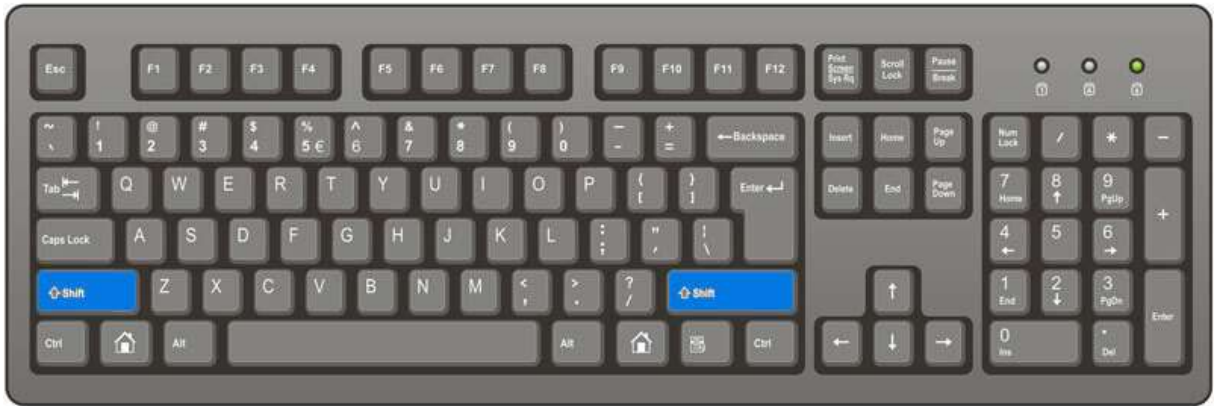 Esc F1 F2 F3 F4 F5 F6 F7 F8 F9 F10 F11 F12 Print Screen Sys Rq Scroll Lock Pause Break
1 A
~ ` ! 1 @ 2 # 3 $ 4 % 5 € ^ 6 & 7 * 8 ( 9 ) 0 — - + = ←Backspace Insert Home Page Up Num Lock / * −
Tab Q W E R T Y U I O P { [ } ] Enter ↵ Delete End Page Down 7 Home 8 ↑ 9 PgUp +
Caps Lock A S D F G H J K L : ; " , ¦ \ 4 ← 5 6 →
⇧ Shift Z X C V B N M < , > . ? / ⇧ Shift ↑ 1 End 2 ↓ 3 PgDn Enter
Ctrl Alt Alt Ctrl ← ↓ → 0 Ins . Del